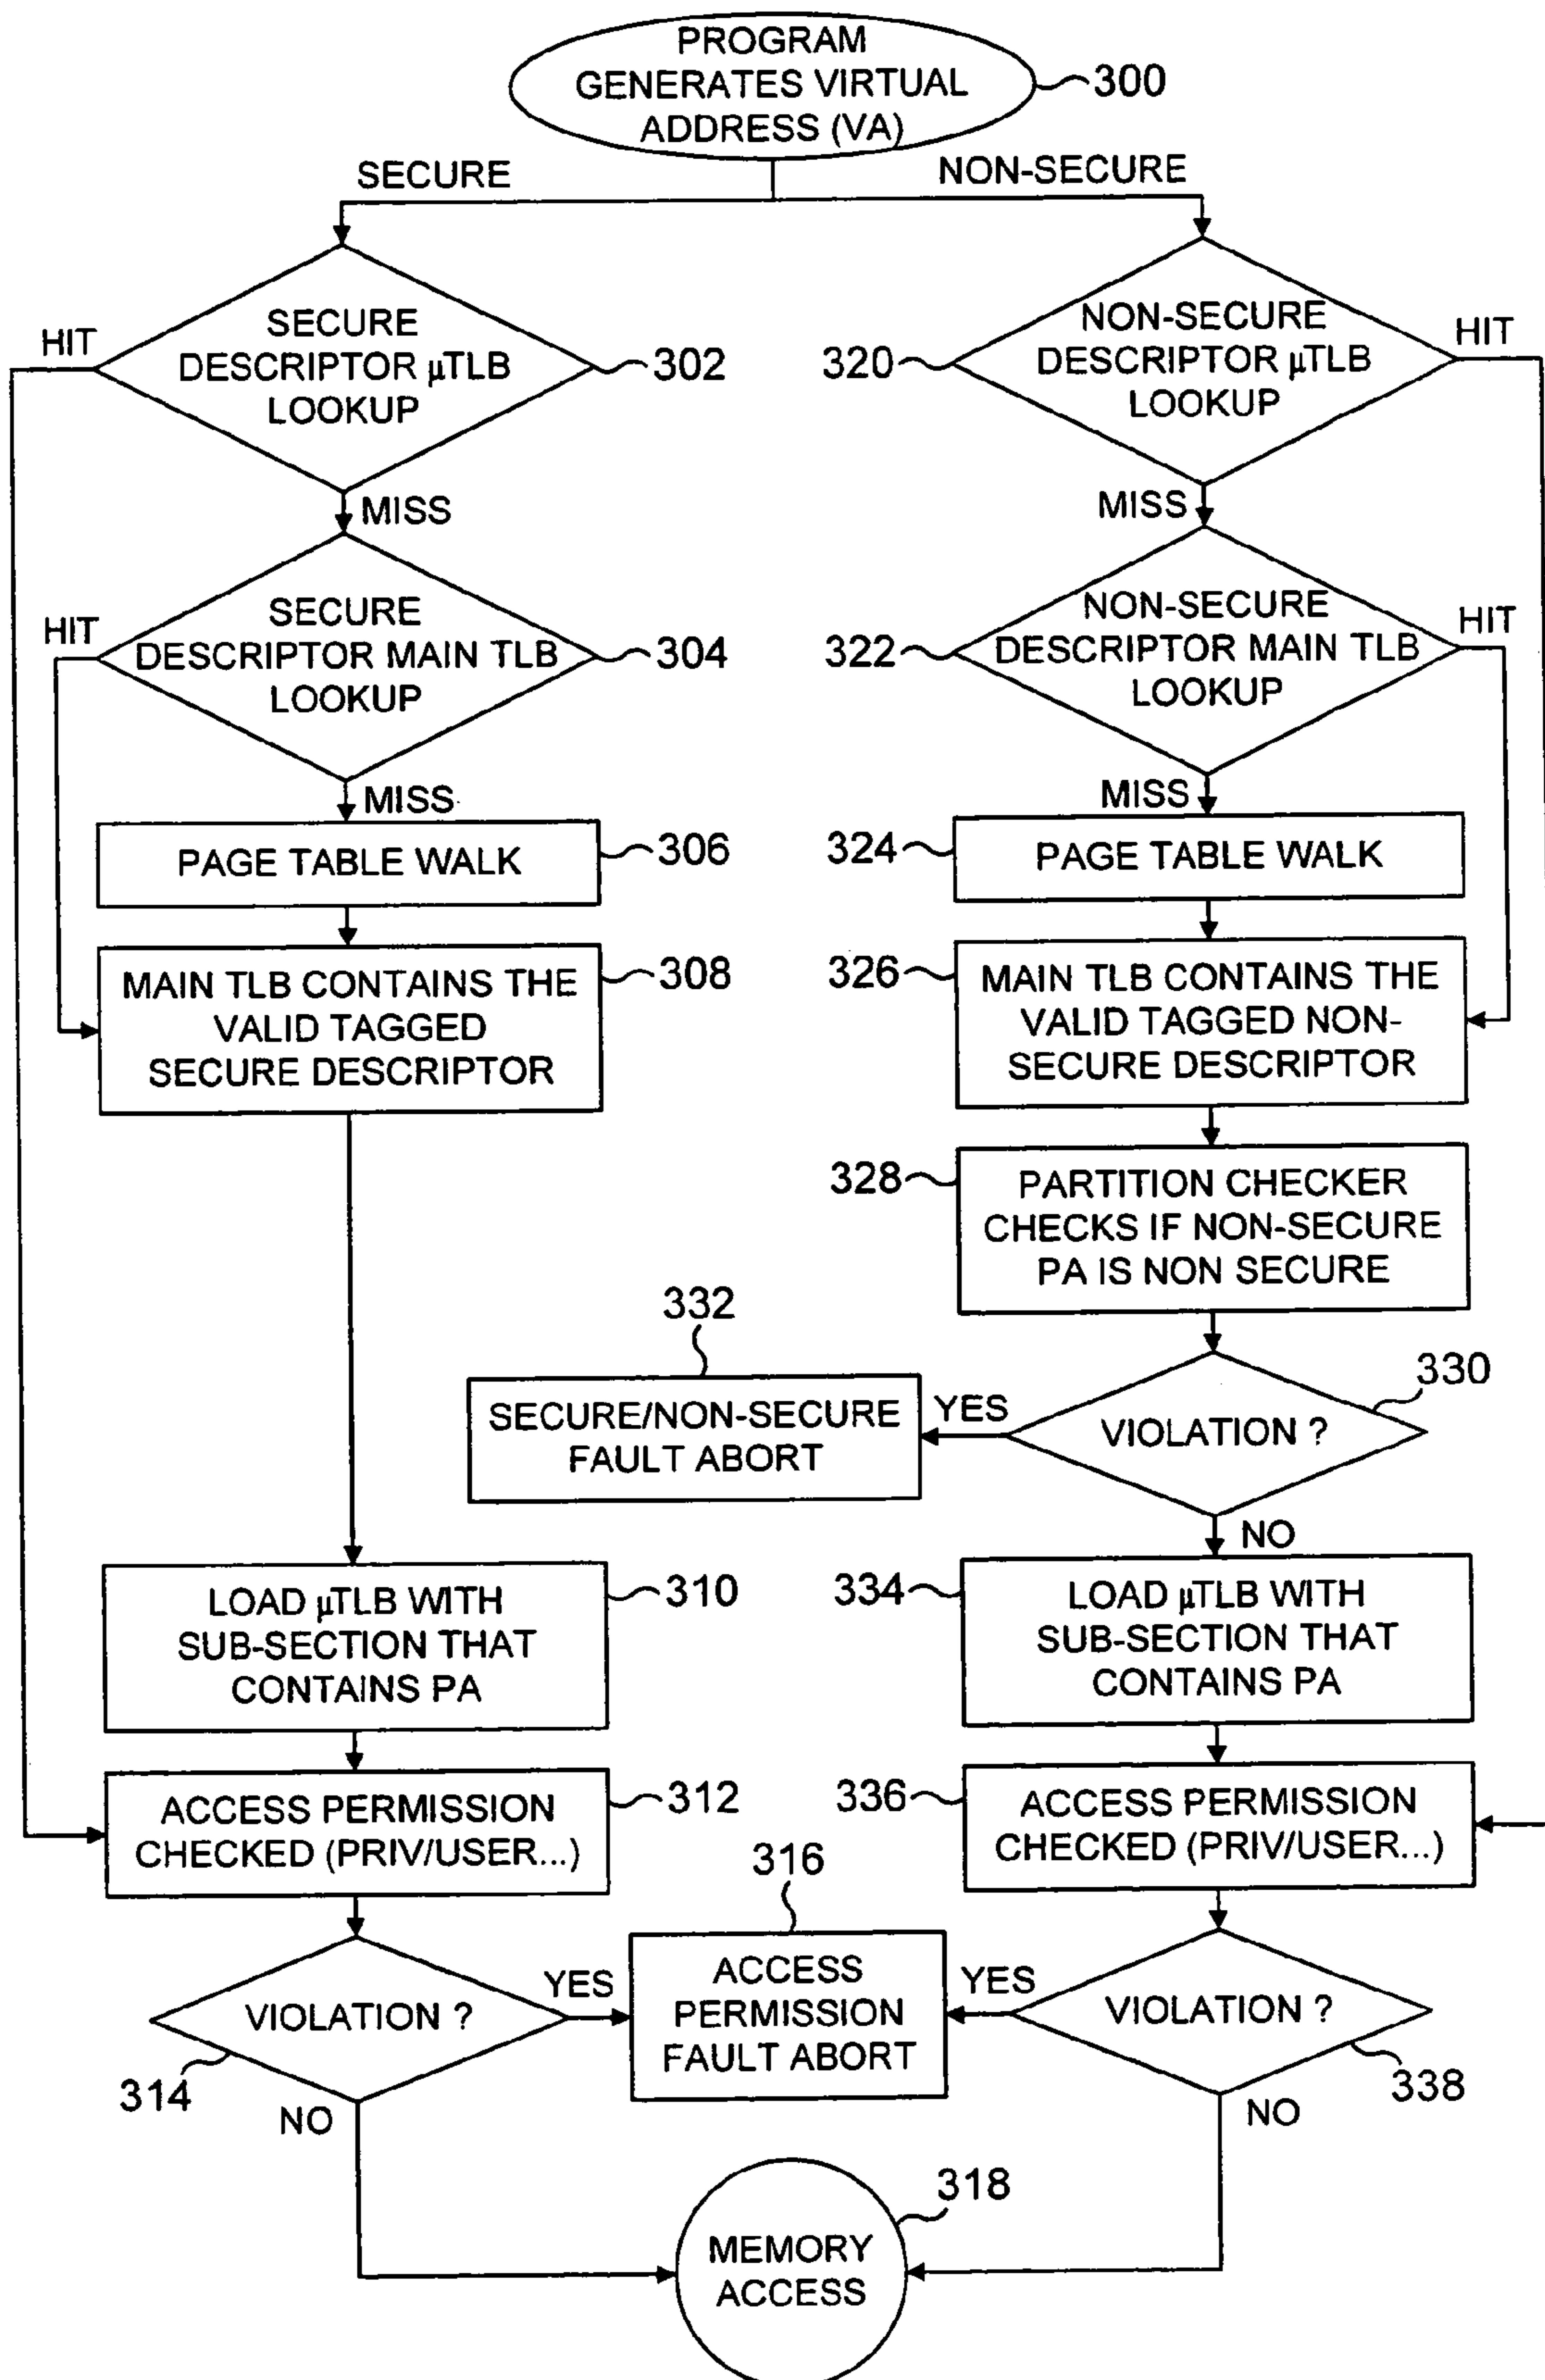 PROGRAM
GENERATES VIRTUAL
ADDRESS (VA)
300
SECURE
NON-SECURE
HIT
SECURE
DESCRIPTOR µTLB
LOOKUP
302
320
NON-SECURE
DESCRIPTOR µTLB
LOOKUP
HIT
MISS
MISS
HIT
SECURE
DESCRIPTOR MAIN TLB
LOOKUP
304
322
NON-SECURE
DESCRIPTOR MAIN TLB
LOOKUP
HIT
MISS
MISS
PAGE TABLE WALK
306
324
PAGE TABLE WALK
MAIN TLB CONTAINS THE
VALID TAGGED
SECURE DESCRIPTOR
308
326
MAIN TLB CONTAINS THE
VALID TAGGED NON-
SECURE DESCRIPTOR
328
PARTITION CHECKER
CHECKS IF NON-SECURE
PA IS NON SECURE
332
330
SECURE/NON-SECURE
FAULT ABORT
YES
VIOLATION ?
NO
LOAD µTLB WITH
SUB-SECTION THAT
CONTAINS PA
310
334
LOAD µTLB WITH
SUB-SECTION THAT
CONTAINS PA
ACCESS PERMISSION
CHECKED (PRIV/USER...)
312
336
ACCESS PERMISSION
CHECKED (PRIV/USER...)
316
VIOLATION ?
YES
ACCESS
PERMISSION
FAULT ABORT
YES
VIOLATION ?
314
338
NO
NO
318
MEMORY
ACCESS